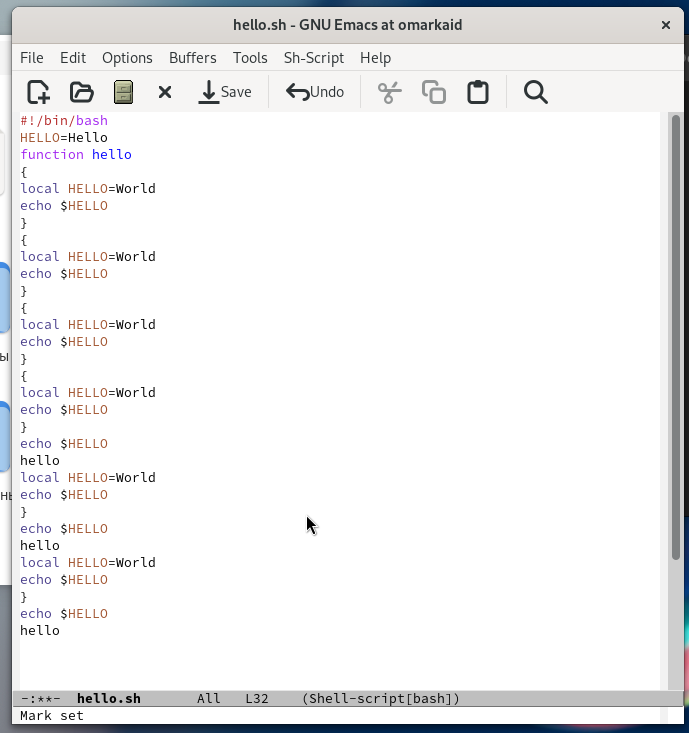 hello.sh - GNU Emacs at omarkaid
File Edit Options Buffers Tools Sh-Script Help
Save Undo
#!/bin/bash
HELLO=Hello
function hello
{
local HELLO=World
echo $HELLO
}
{
local HELLO=World
echo $HELLO
}
{
local HELLO=World
echo $HELLO
}
{
local HELLO=World
echo $HELLO
}
echo $HELLO
hello
local HELLO=World
echo $HELLO
}
echo $HELLO
hello
local HELLO=World
echo $HELLO
}
echo $HELLO
hello
-:**- hello.sh All L32 (Shell-script[bash])
Mark set